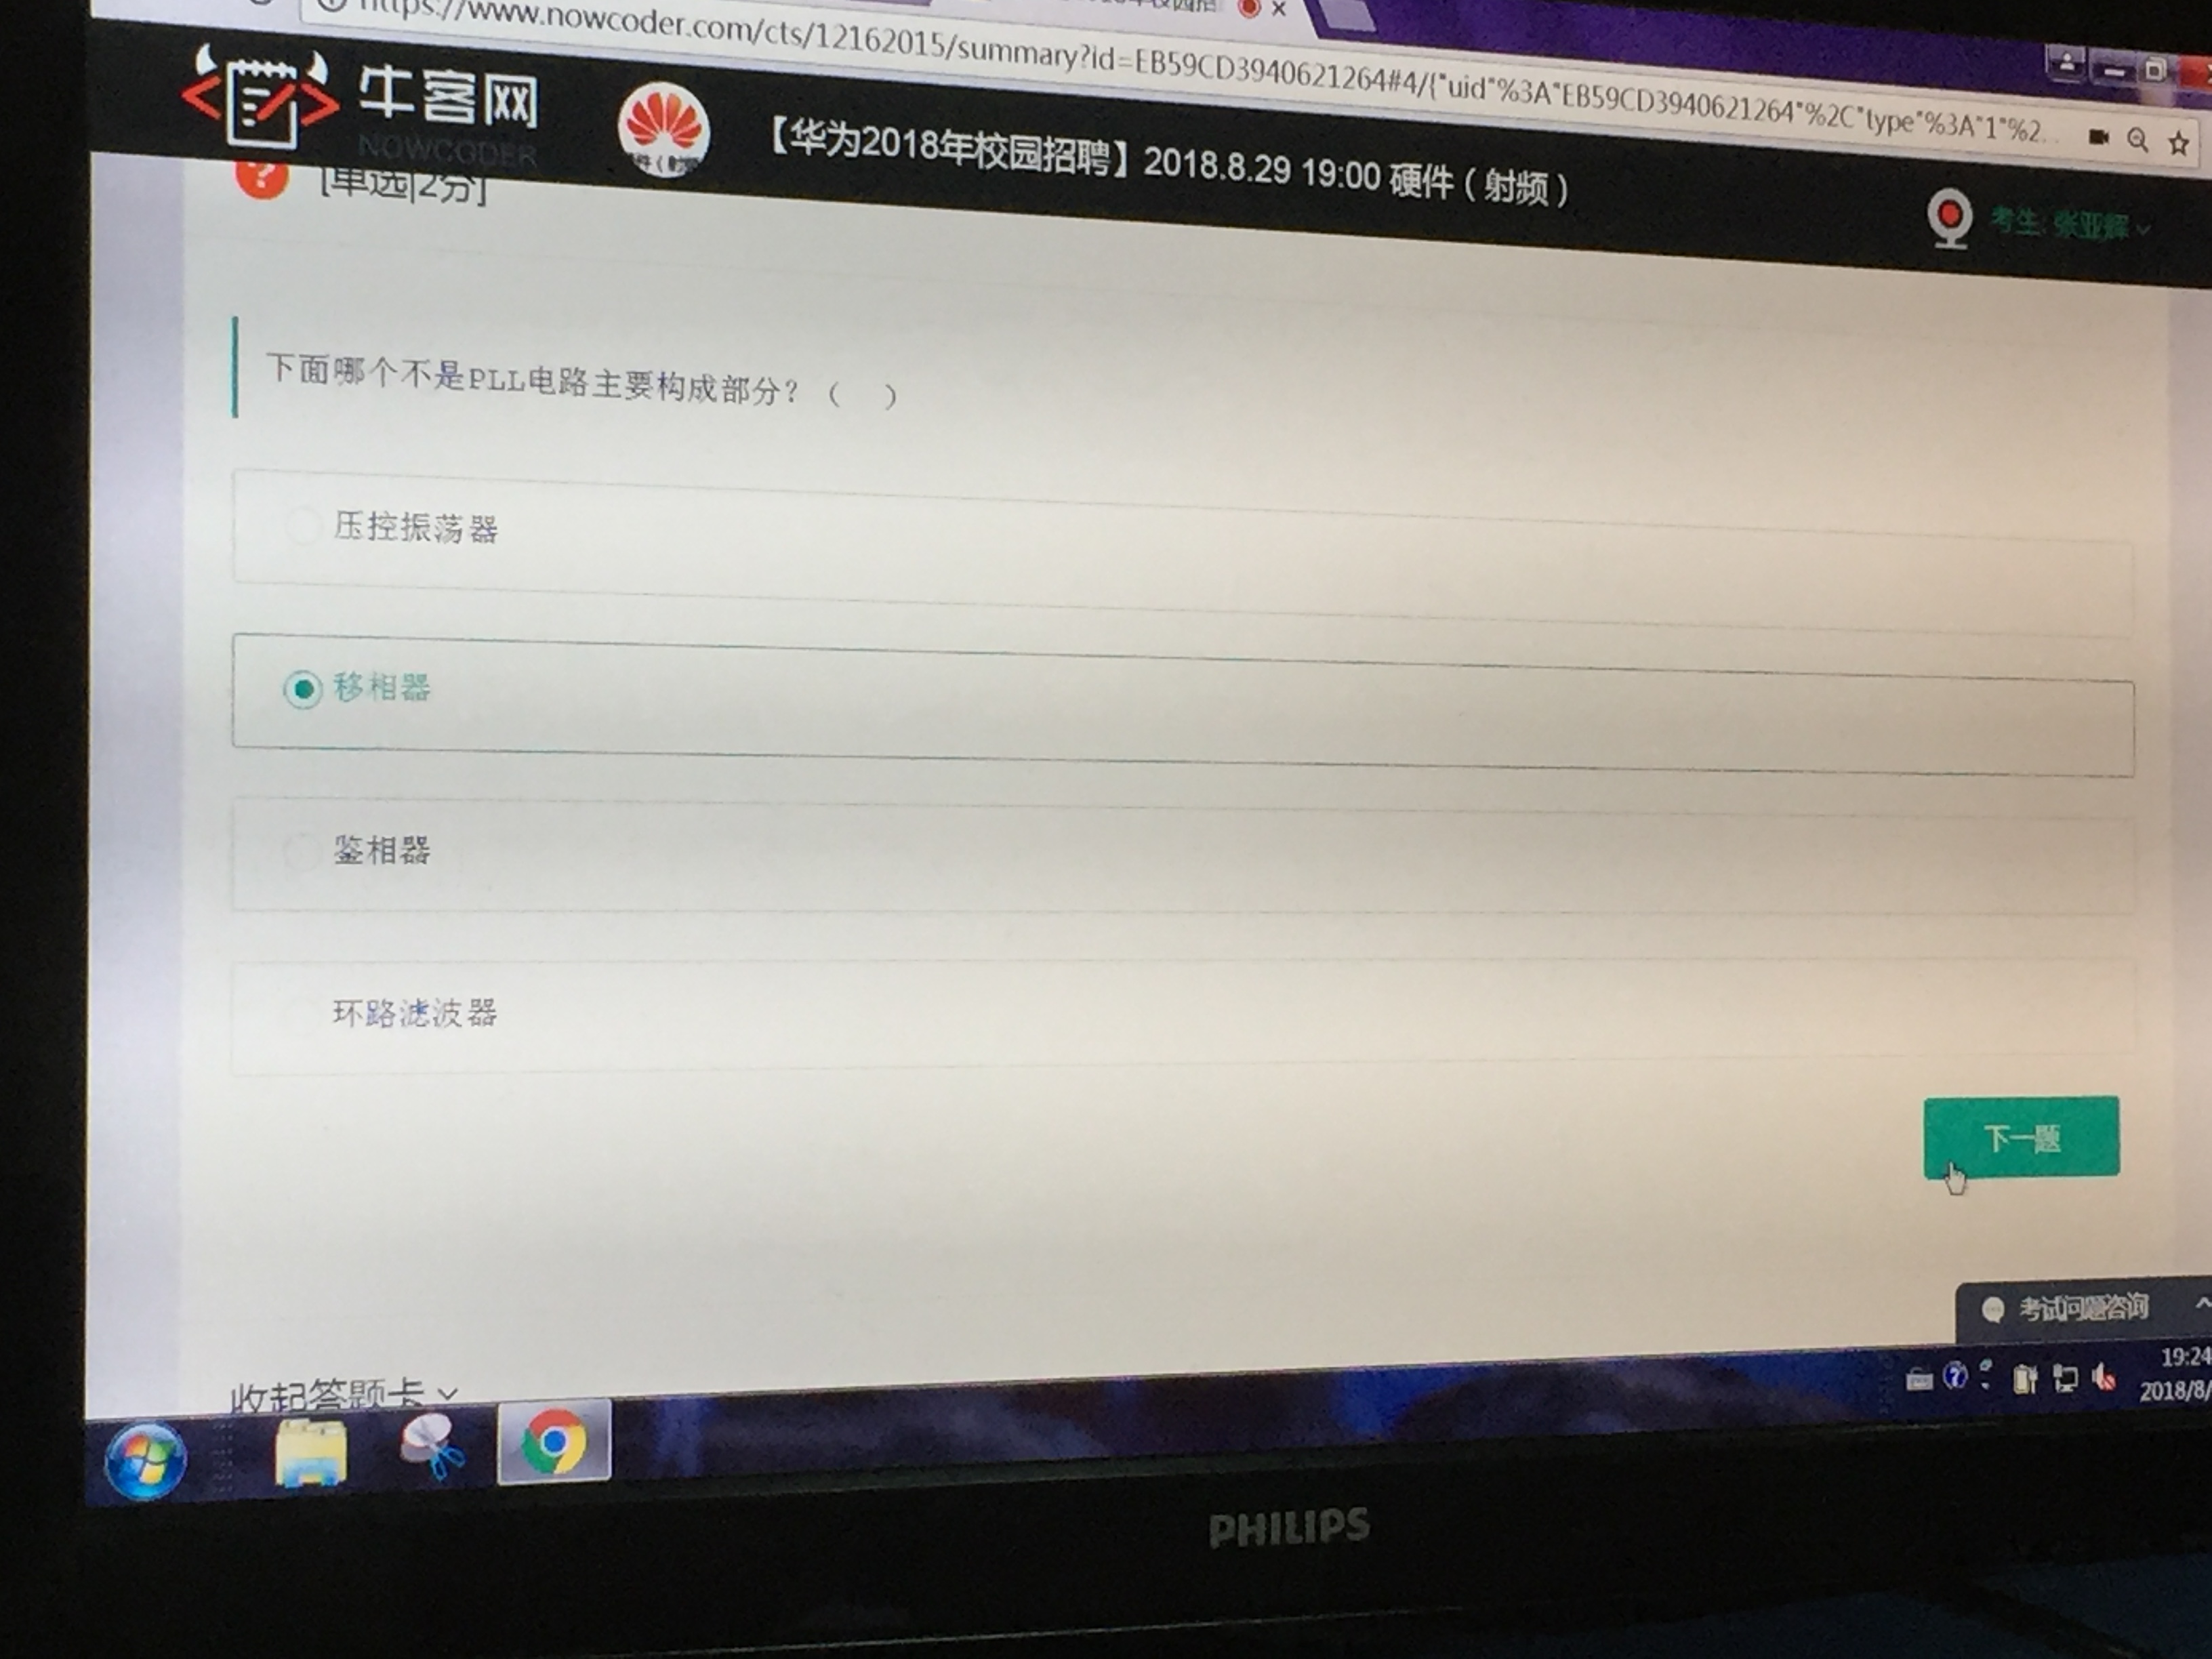 https://www.nowcoder.com/cts/12162015/summary?id=EB59CD3940621264#4/{"uid"%3A"EB59CD3940621264"%2C"type"%3A"1"%2...
牛客网
NOWCODER
【华为2018年校园招聘】2018.8.29 19:00 硬件（射频）
考生: 张亚辉
[单选|2分]
下面哪个不是PLL电路主要构成部分？（ ）
压控振荡器
移相器
鉴相器
环路滤波器
下一题
考试问题咨询
收起答题卡
19:24
2018/8/
PHILIPS